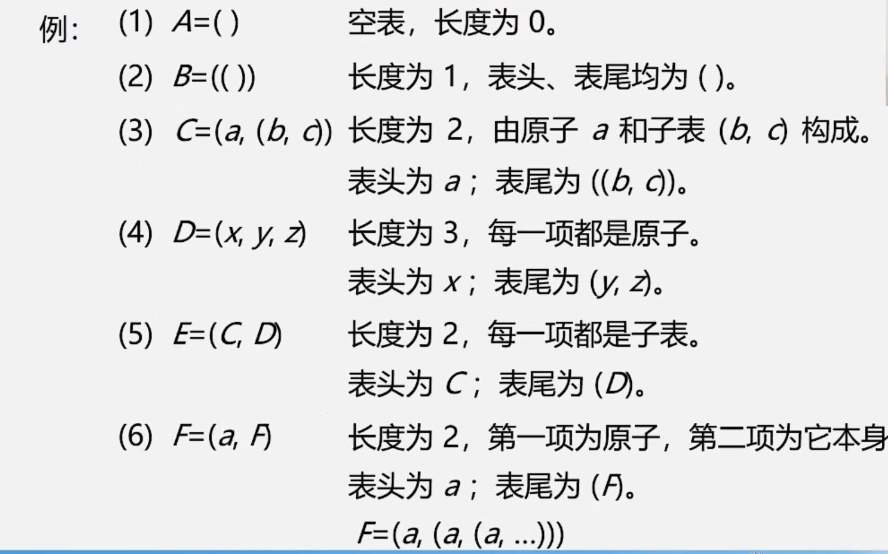 例： (1) A=( ) 空表，长度为 0。
(2) B=(( )) 长度为 1，表头、表尾均为 ( )。
(3) C=(a, (b, c)) 长度为 2，由原子 a 和子表 (b, c) 构成。
表头为 a ；表尾为 ((b, c))。
(4) D=(x, y, z) 长度为 3，每一项都是原子。
表头为 x ；表尾为 (y, z)。
(5) E=(C, D) 长度为 2，每一项都是子表。
表头为 C ；表尾为 (D)。
(6) F=(a, F) 长度为 2，第一项为原子，第二项为它本身
表头为 a ；表尾为 (F)。
F=(a, (a, (a, …)))